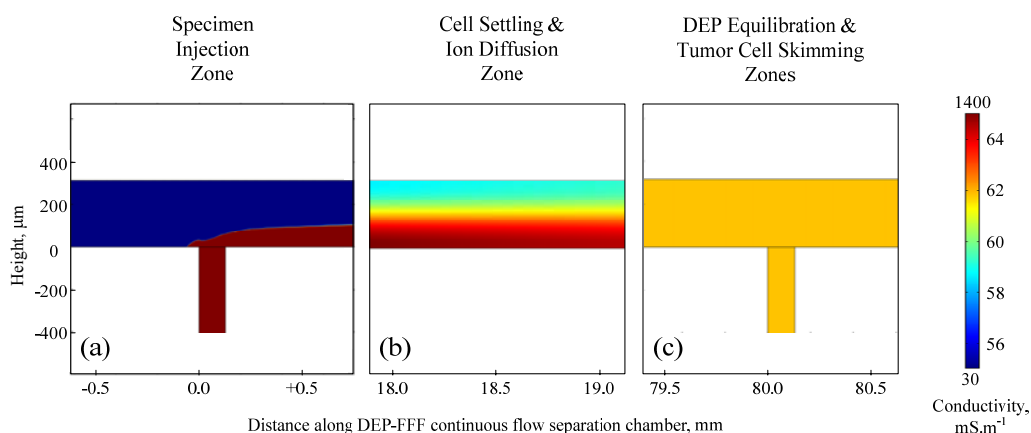 Specimen
Injection
Zone
Cell Settling &
Ion Diffusion
Zone
DEP Equilibration &
Tumor Cell Skimming
Zones
Height, µm
400
200
0
-200
-400
(a)
(b)
(c)
-0.5
0.0
+0.5
18.0
18.5
19.0
79.5
80.0
80.5
1400
64
62
60
58
56
30
Conductivity,
mS.m-1
Distance along DEP-FFF continuous flow separation chamber, mm